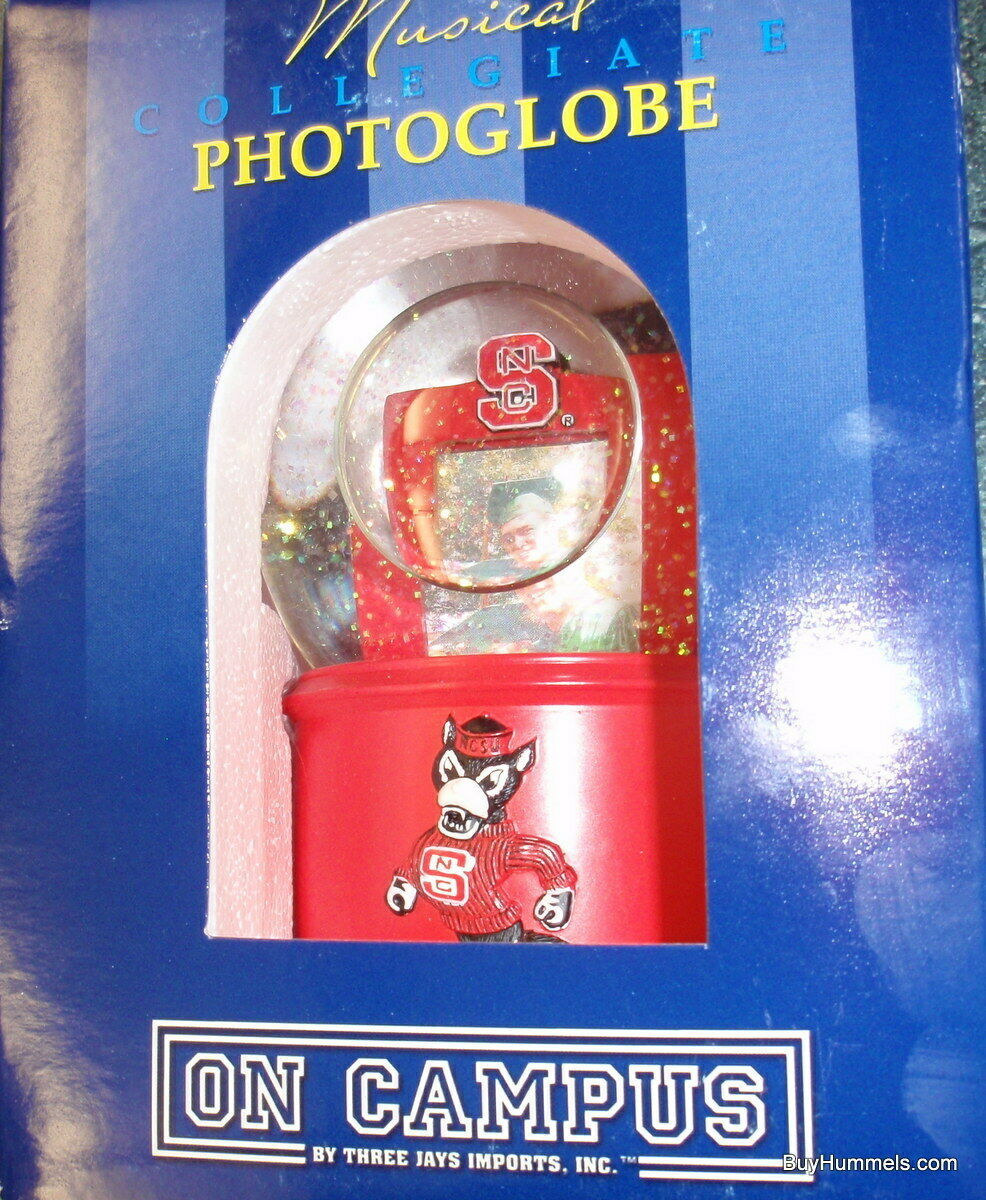 Musical
COLLEGIATE
PHOTOGLOBE
NCS
®
NCSU
NCS
ON CAMPUS
BY THREE JAYS IMPORTS, INC.™
BuyHummels.com